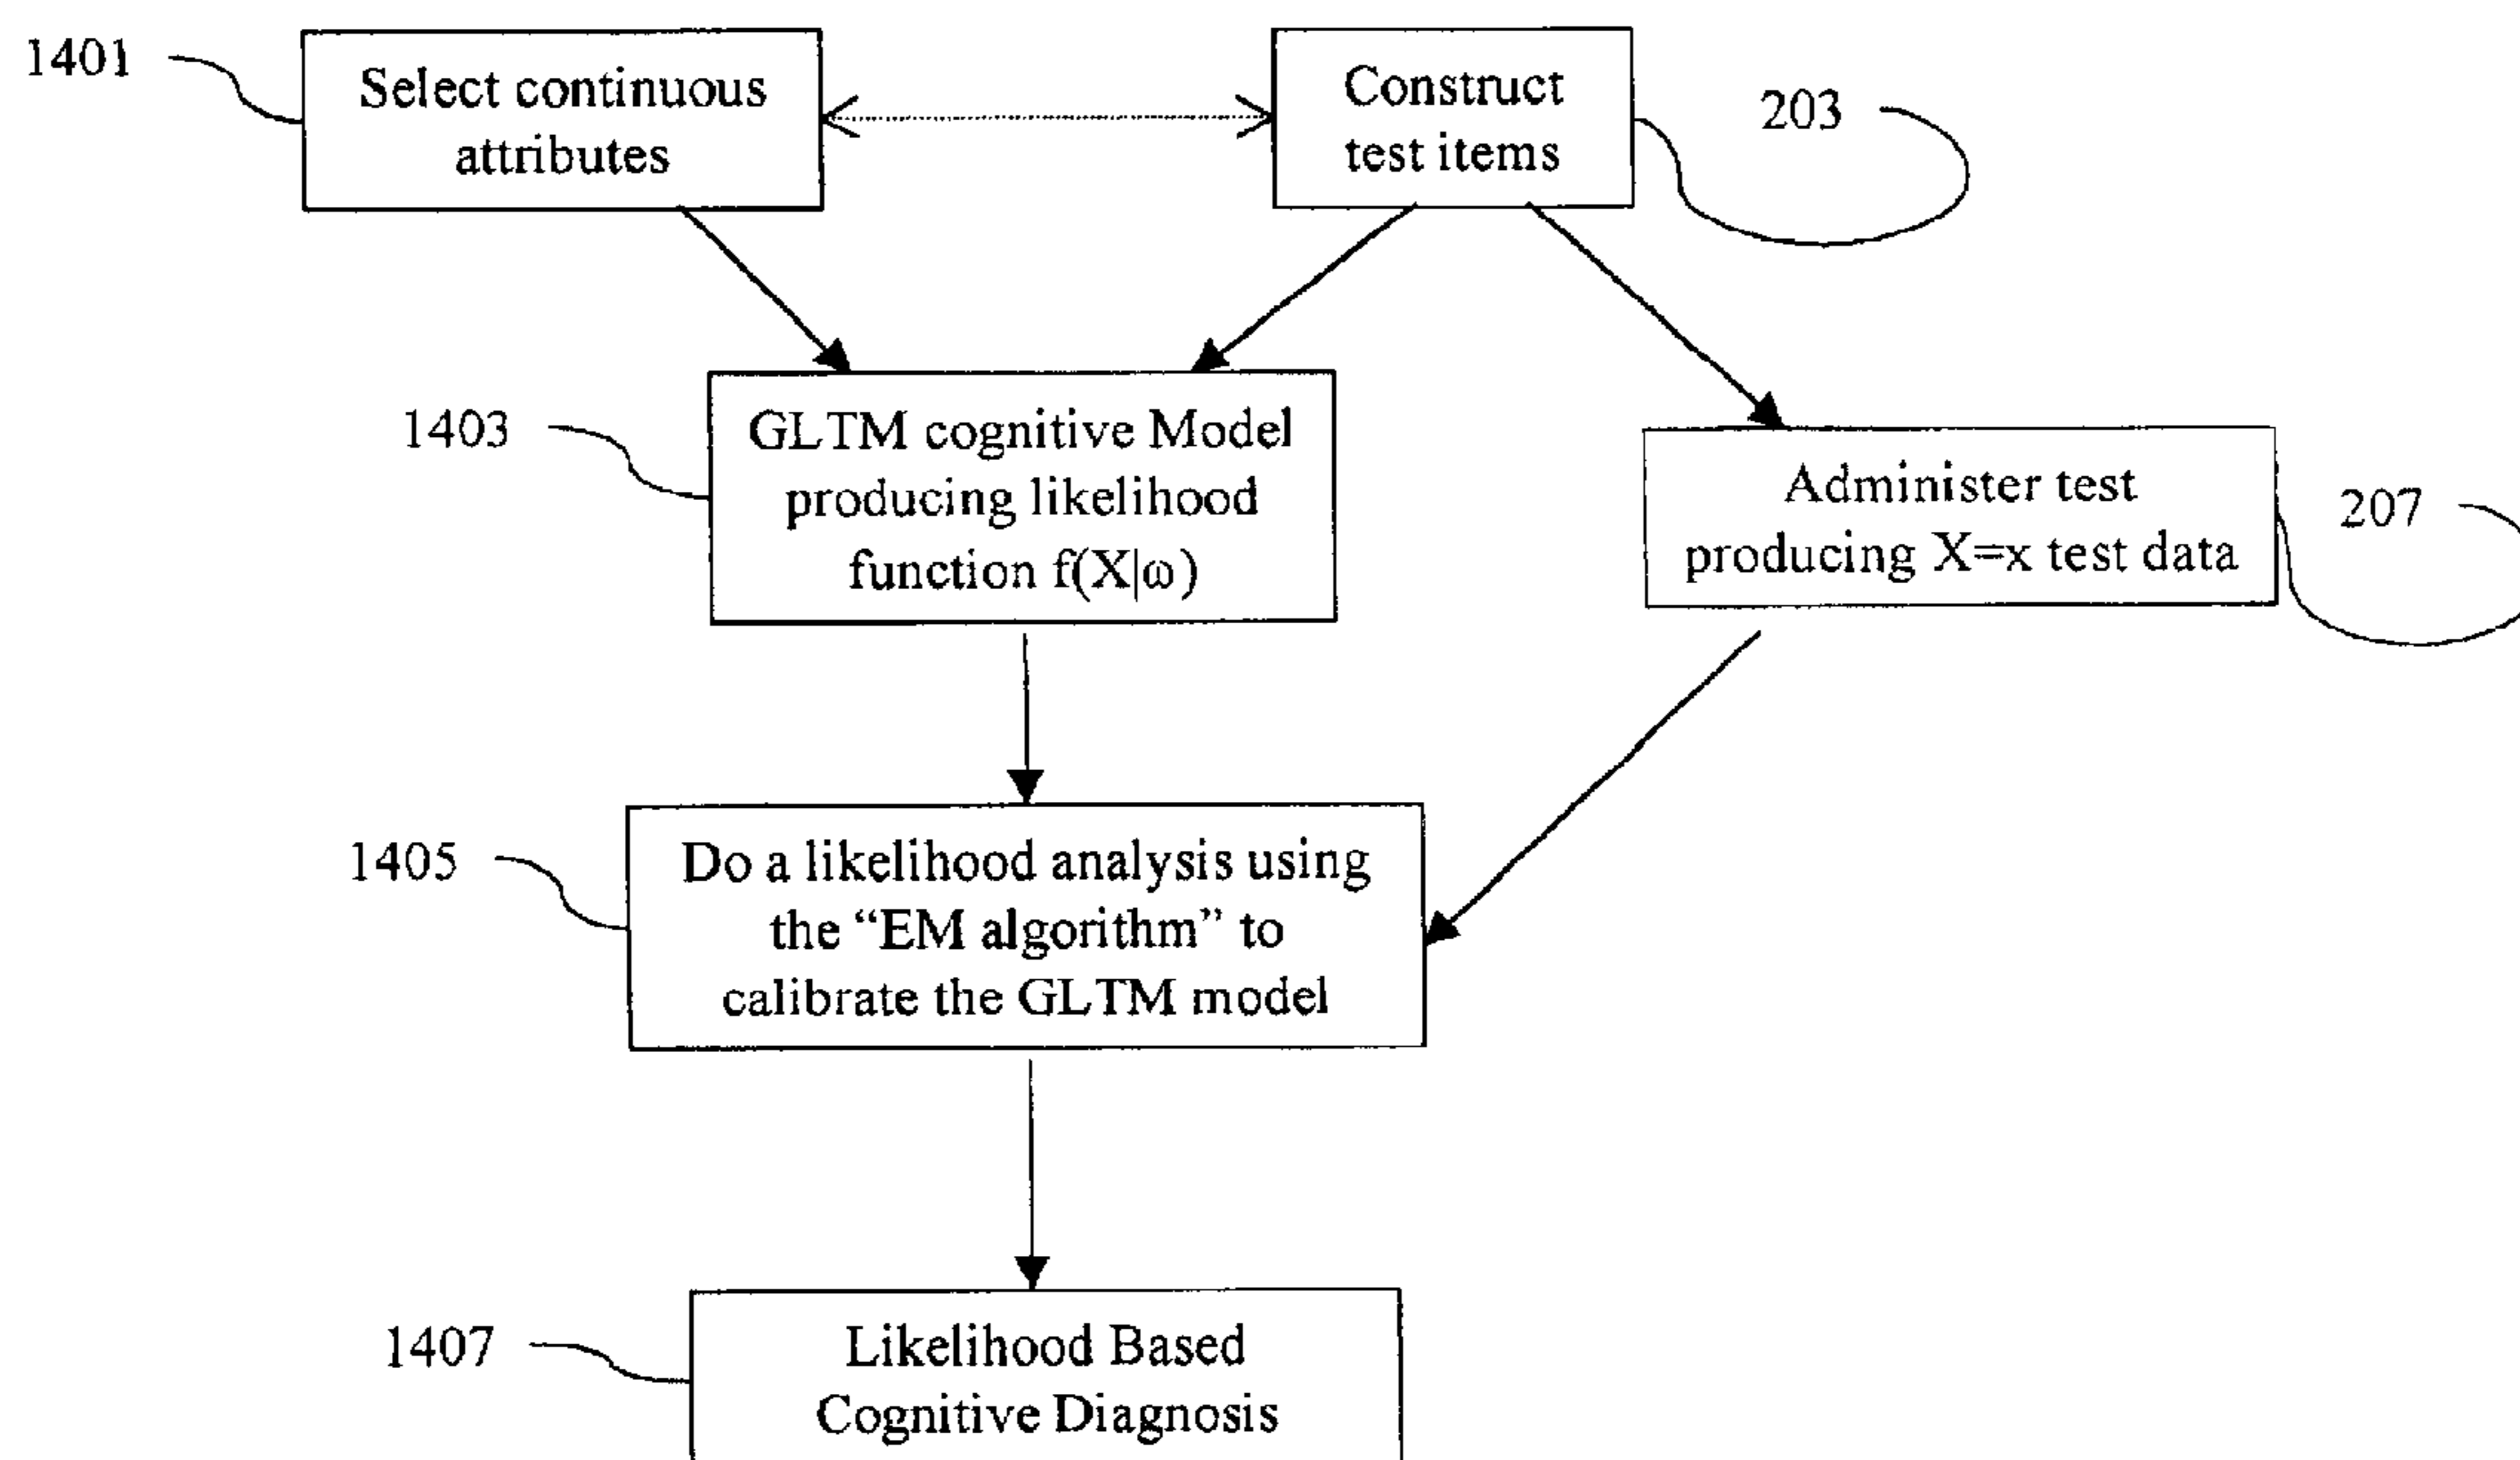 1401
Select continuous
attributes
Construct
test items
203
1403
GLTM cognitive Model
producing likelihood
function f(X|ω)
Administer test
producing X=x test data
207
1405
Do a likelihood analysis using
the “EM algorithm” to
calibrate the GLTM model
1407
Likelihood Based
Cognitive Diagnosis